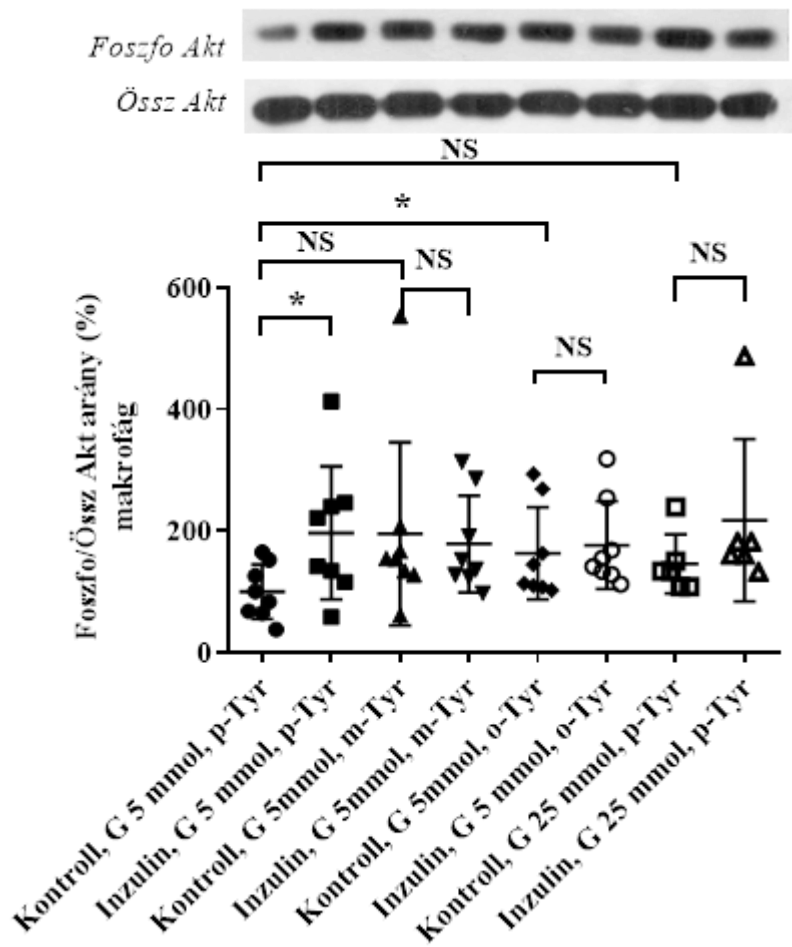 Foszfo Akt
Össz Akt
NS
*
NS
NS
NS
*
NS
Foszfo/Össz Akt arány (%)
makrofág
600
400
200
0
Kontroll, G 5 mmol, p-Tyr
Inzulin, G 5 mmol, p-Tyr
Kontroll, G 5mmol, m-Tyr
Inzulin, G 5mmol, m-Tyr
Kontroll, G 5mmol, o-Tyr
Inzulin, G 5 mmol, o-Tyr
Kontroll, G 25 mmol, p-Tyr
Inzulin, G 25 mmol, p-Tyr